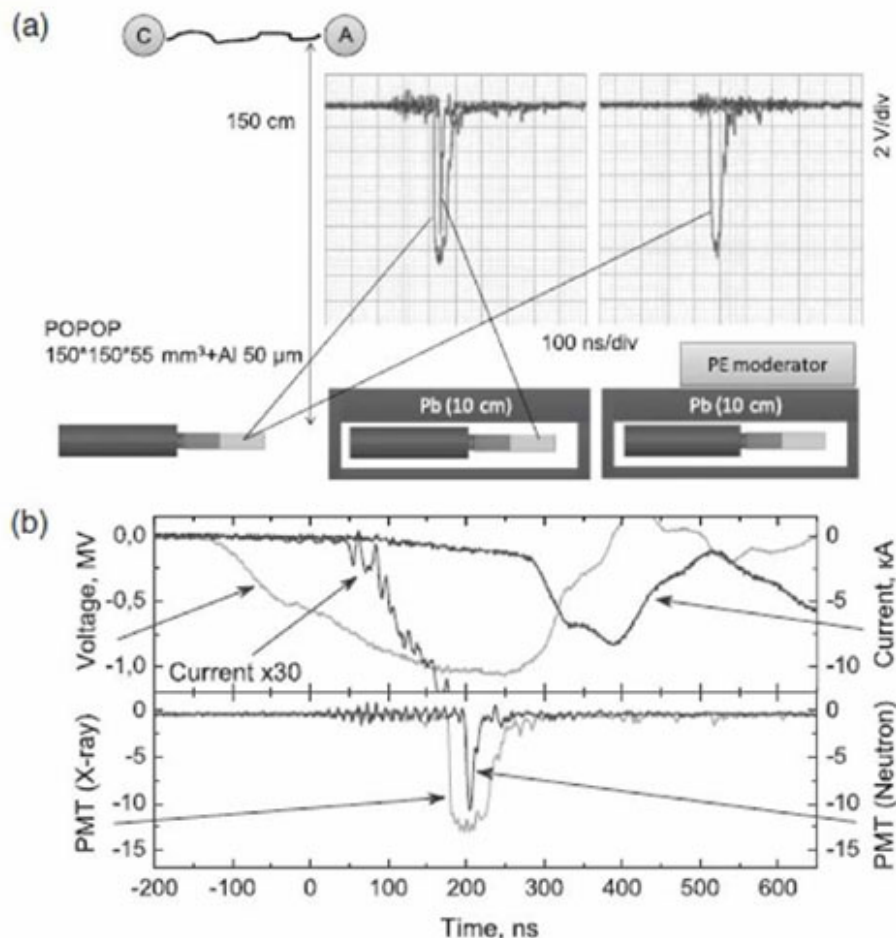 (a)
C
A
150 cm
2 V/div
POPOP
150*150*55 mm³+Al 50 µm
100 ns/div
PE moderator
Pb (10 cm)
Pb (10 cm)
(b)
0,0
-0,5
-1,0
Voltage, MV
Current x30
0
-5
-10
Current, кА
0
-5
-10
-15
PMT (X-ray)
0
-5
-10
-15
PMT (Neutron)
-200
-100
0
100
200
300
400
500
600
Time, ns